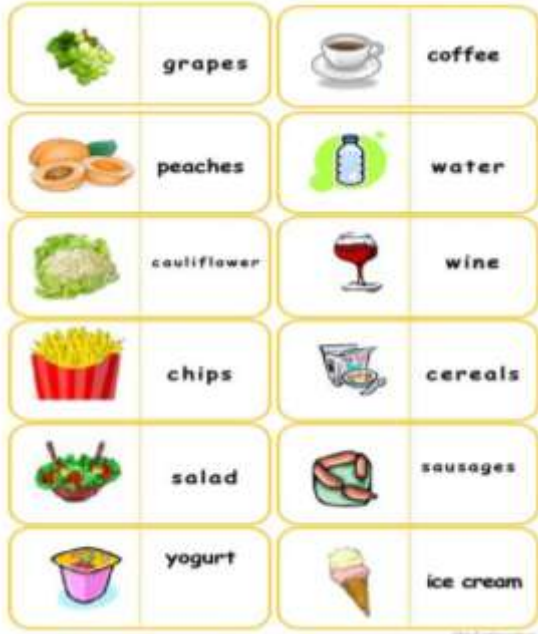 grapes
coffee
peaches
water
cauliflower
wine
chips
cereals
salad
sausages
yogurt
ice cream